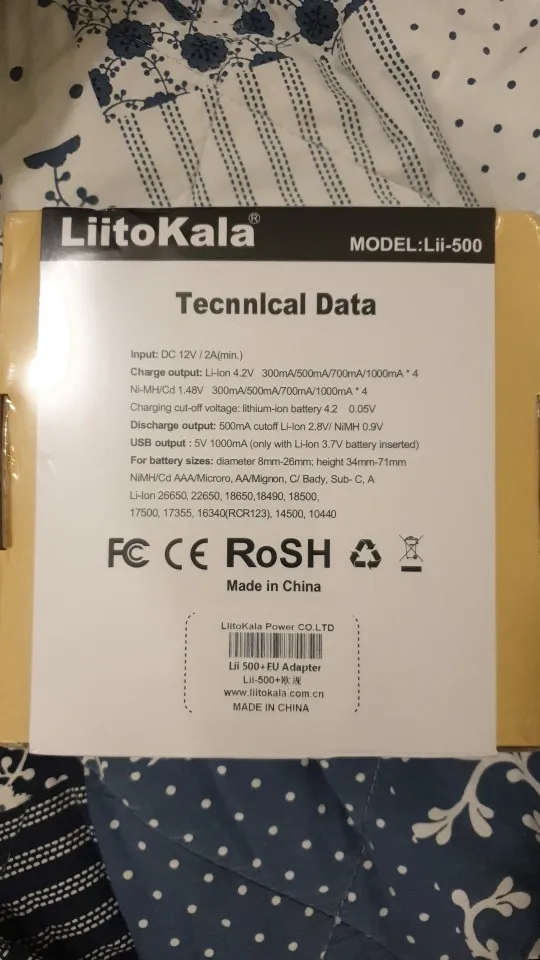 LiitoKala®
MODEL:Lii-500
TecnnIcal Data
Input: DC 12V / 2A(min.)
Charge output: Li-Ion 4.2V 300mA/500mA/700mA/1000mA * 4
Ni-MH/Cd 1.48V 300mA/500mA/700mA/1000mA * 4
Charging cut-off voltage: lithium-ion battery 4.2 0.05V
Discharge output: 500mA cutoff Li-Ion 2.8V/ NiMH 0.9V
USB output : 5V 1000mA (only with Li-Ion 3.7V battery inserted)
For battery sizes: diameter 8mm-26mm; height 34mm-71mm
NiMH/Cd AAA/Microro, AA/Mignon, C/ Bady, Sub- C, A
Li-Ion 26650, 22650, 18650,18490, 18500,
17500, 17355, 16340(RCR123), 14500, 10440
FC CE RoSH
Made in China
LiitoKala Power CO.LTD
Lii 500+EU Adapter
Lii-500+欧规
www.liitokala.com.cn
MADE IN CHINA